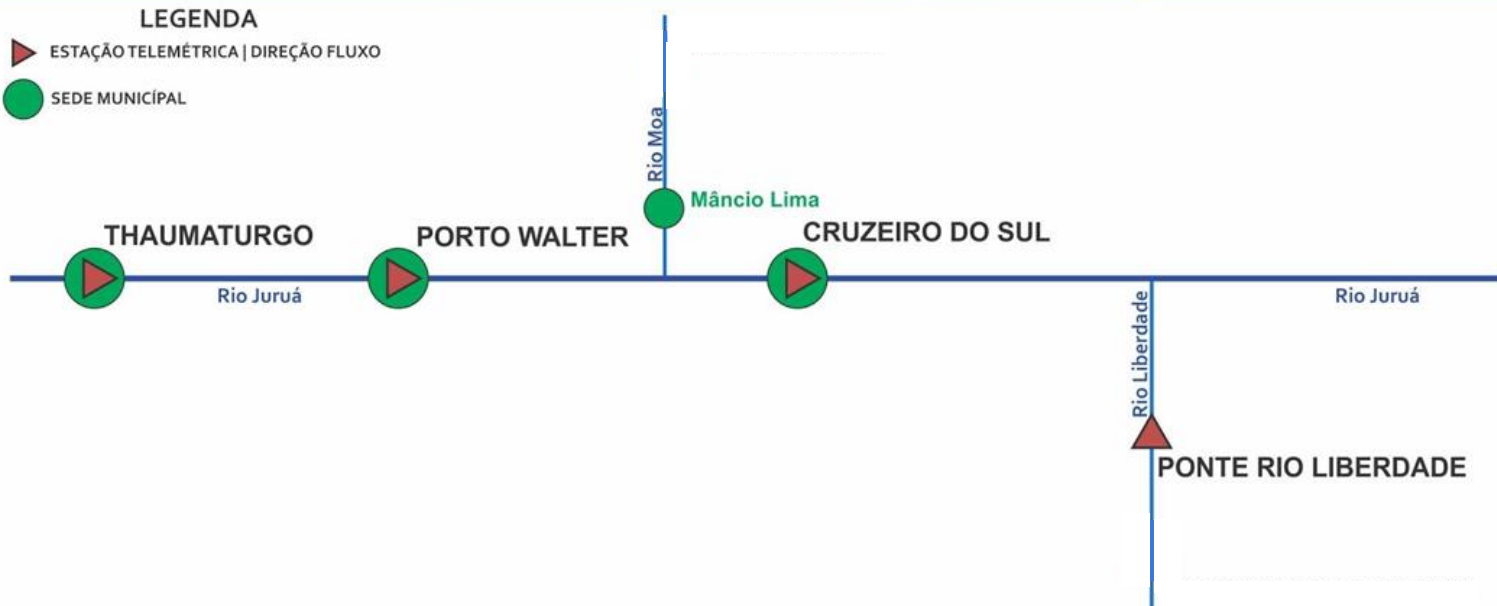 LEGENDA
ESTAÇÃO TELEMÉTRICA | DIREÇÃO FLUXO
SEDE MUNICÍPAL
Rio Moa
Mâncio Lima
THAUMATURGO
PORTO WALTER
CRUZEIRO DO SUL
Rio Juruá
Rio Juruá
Rio Liberdade
PONTE RIO LIBERDADE